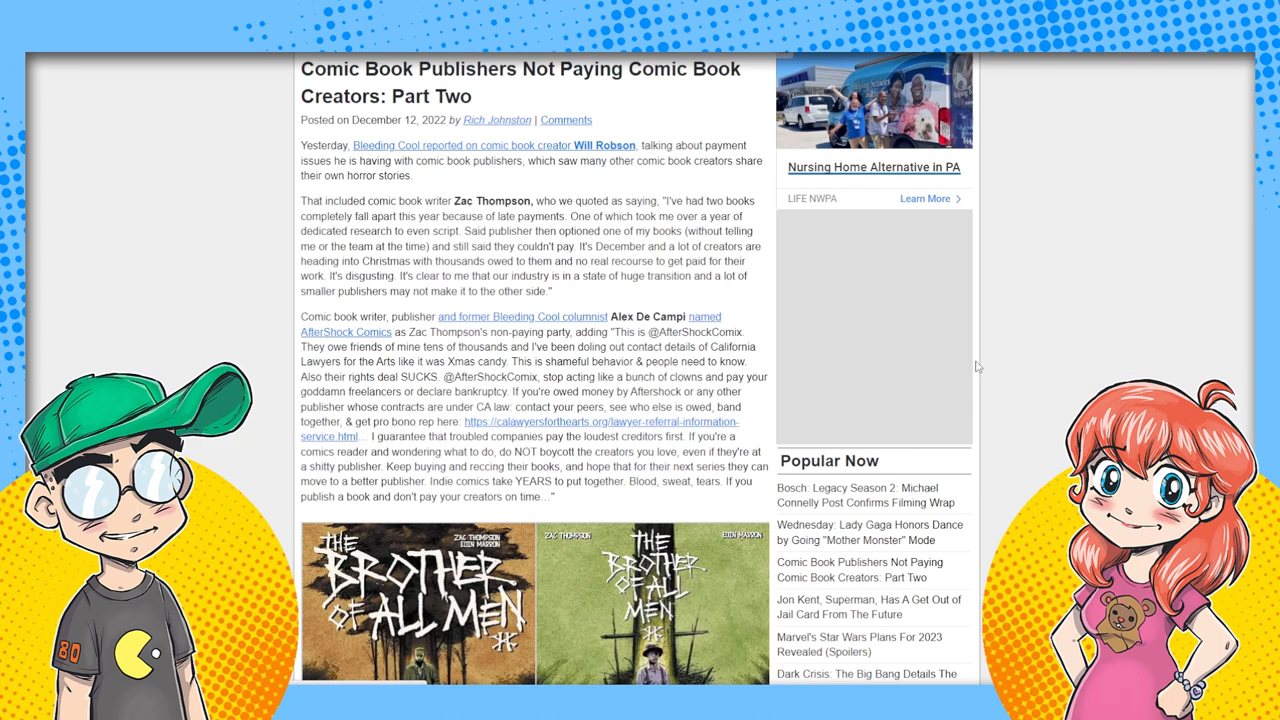 Comic Book Publishers Not Paying Comic Book
Creators: Part Two
Posted on December 12, 2022 by Rich Johnston | Comments
Yesterday, Bleeding Cool reported on comic book creator Will Robson, talking about payment
issues he is having with comic book publishers, which saw many other comic book creators share
their own horror stories.
That included comic book writer Zac Thompson, who we quoted as saying, "I've had two books
completely fall apart this year because of late payments. One of which took me over a year of
dedicated research to even script. Said publisher then optioned one of my books (without telling
me or the team at the time) and still said they couldn't pay. It's December and a lot of creators are
heading into Christmas with thousands owed to them and no real recourse to get paid for their
work. It's disgusting. It's clear to me that our industry is in a state of huge transition and a lot of
smaller publishers may not make it to the other side."
Comic book writer, publisher and former Bleeding Cool columnist Alex De Campi named
AfterShock Comics as Zac Thompson's non-paying party, adding "This is @AfterShockComix.
They owe friends of mine tens of thousands and I've been doling out contact details of California
Lawyers for the Arts like it was Xmas candy. This is shameful behavior & people need to know.
Also their rights deal SUCKS. @AfterShockComix, stop acting like a bunch of clowns and pay your
goddamn freelancers or declare bankruptcy. If you're owed money by Aftershock or any other
publisher whose contracts are under CA law: contact your peers, see who else is owed, band
together, & get pro bono rep here: https://calawyersforthearts.org/lawyer-referral-information-
service.html... I guarantee that troubled companies pay the loudest creditors first. If you're a
comics reader and wondering what to do, do NOT boycott the creators you love, even if they're at
a shitty publisher. Keep buying and reccing their books, and hope that for their next series they can
move to a better publisher. Indie comics take YEARS to put together. Blood, sweat, tears. If you
publish a book and don't pay your creators on time..."
THE
BROTHER
OF ALL MEN
ZAC THOMPSON
EOIN MARRON
ZAC THOMPSON
THE
BROTHER
OF ALL
MEN
EOIN MARRON
Nursing Home Alternative in PA
LIFE NWPA
Learn More >
Popular Now
Bosch: Legacy Season 2: Michael
Connelly Post Confirms Filming Wrap
Wednesday: Lady Gaga Honors Dance
by Going "Mother Monster" Mode
Comic Book Publishers Not Paying
Comic Book Creators: Part Two
Jon Kent, Superman, Has A Get Out of
Jail Card From The Future
Marvel's Star Wars Plans For 2023
Revealed (Spoilers)
Dark Crisis: The Big Bang Details The
80